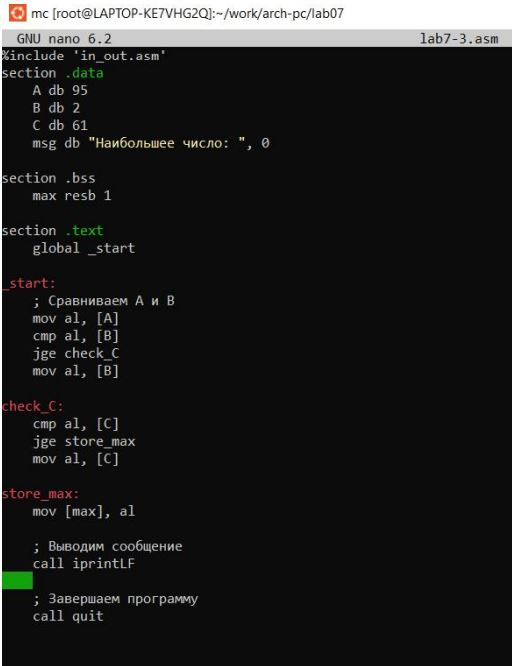 mc [root@LAPTOP-KE7VHG2Q]:~/work/arch-pc/lab07
GNU nano 6.2 lab7-3.asm
%include 'in_out.asm'
section .data
    A db 95
    B db 2
    C db 61
    msg db "Наибольшее число: ", 0
section .bss
    max resb 1
section .text
    global _start
_start:
    ; Сравниваем A и B
    mov al, [A]
    cmp al, [B]
    jge check_C
    mov al, [B]
check_C:
    cmp al, [C]
    jge store_max
    mov al, [C]
store_max:
    mov [max], al
    ; Выводим сообщение
    call iprintLF
    ; Завершаем программу
    call quit